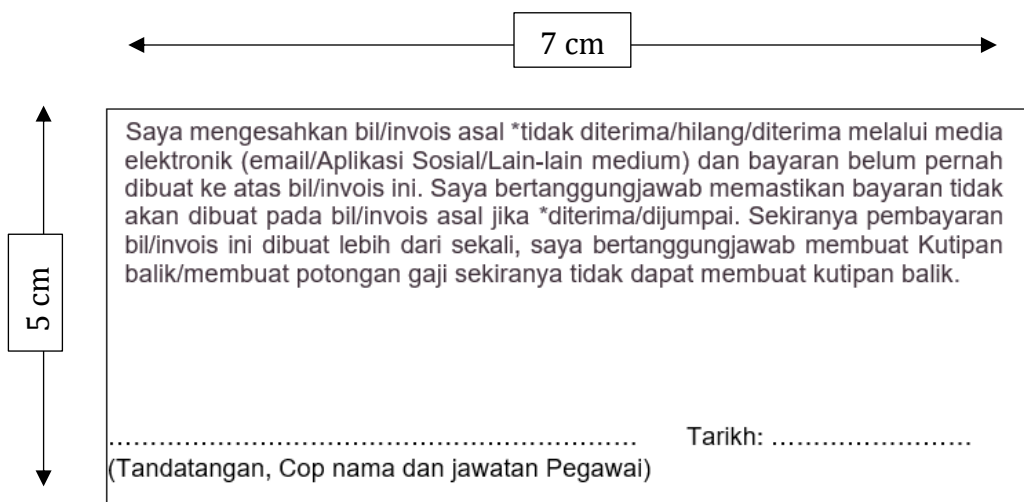 7 cm
5 cm
Saya mengesahkan bil/invois asal *tidak diterima/hilang/diterima melalui media
elektronik (email/Aplikasi Sosial/Lain-lain medium) dan bayaran belum pernah
dibuat ke atas bil/invois ini. Saya bertanggungjawab memastikan bayaran tidak
akan dibuat pada bil/invois asal jika *diterima/dijumpai. Sekiranya pembayaran
bil/invois ini dibuat lebih dari sekali, saya bertanggungjawab membuat Kutipan
balik/membuat potongan gaji sekiranya tidak dapat membuat kutipan balik.
............................................................... Tarikh: ........................
(Tandatangan, Cop nama dan jawatan Pegawai)